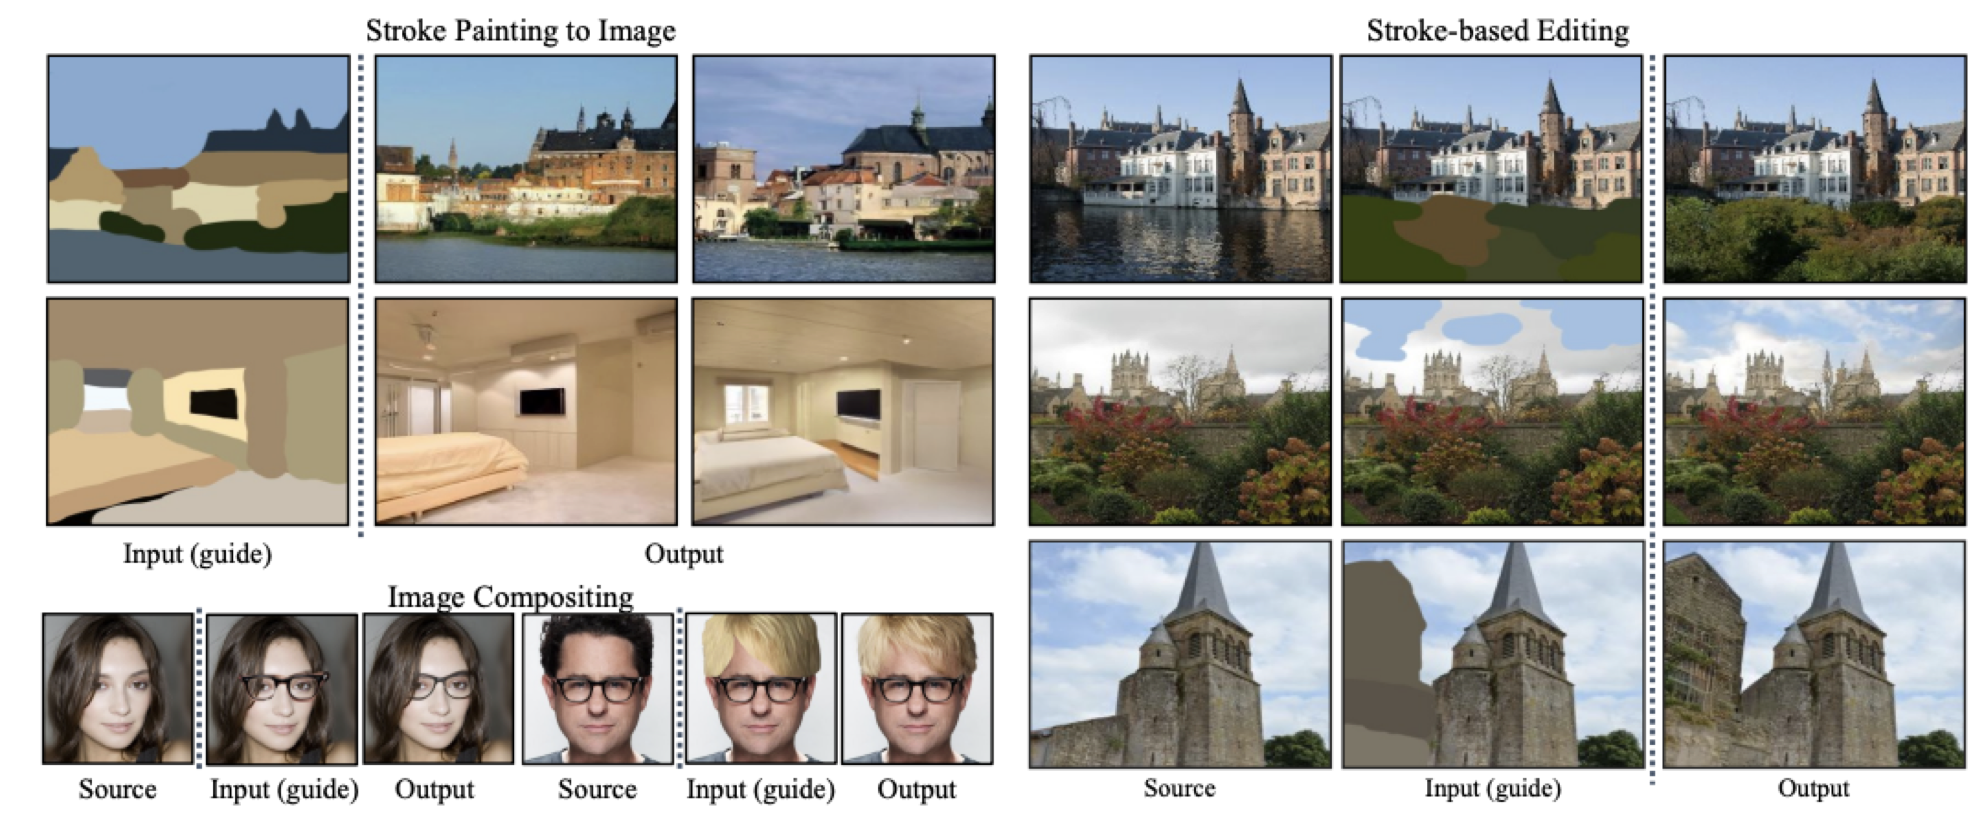 Stroke Painting to Image
Input (guide)
Output
Image Compositing
Source
Input (guide)
Output
Source
Input (guide)
Output
Stroke-based Editing
Source
Input (guide)
Output